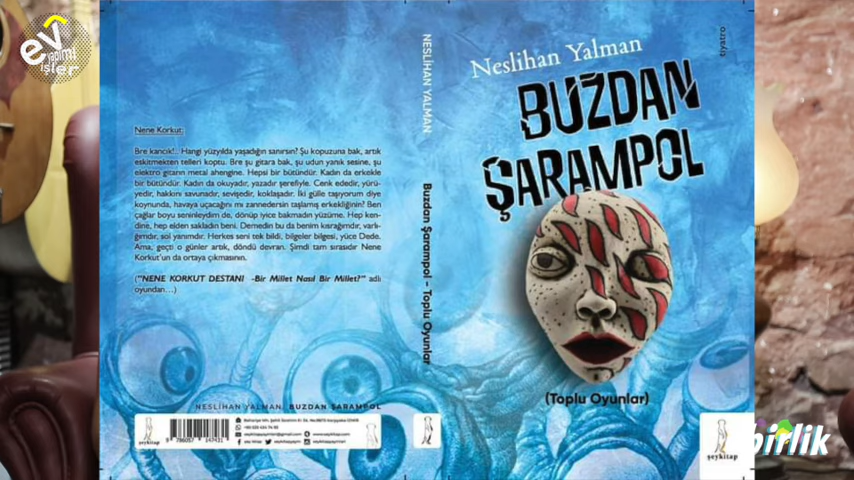 ev
yapımı
işler
Nene Korkut:
Bre kancık!.. Hangi yüzyılda yaşadığın sanırsın? Şu kopuzuna bak, artık
eskitmekten telleri koptu. Bre şu gitara bak, şu udun yanık sesine, şu
elektro gitarın metal ahengine. Hepsi bir bütündür. Kadın da erkekle
bir bütündür. Kadın da okuyadır, yazadır şerefiyle. Cenk ededir, yürü-
yedir, hakkını savunadır, sevişedir, koklaşadır. İki gülle taşıyorum diye
koynunda, havaya uçacağını mı zannedersin taşlamış erkekliğinin? Ben
çağlar boyu seninleydim de, dönüp iyice bakmadın yüzüme. Hep ken-
dine, hep elden sakladın beni. Demedin bu da benim kısrağımdır, varlı-
ğımdır, sol yanımdır. Herkes seni tek bildi, bilgeler bilgesi, yüce Dede.
Ama, geçti o günler artık, döndü devran. Şimdi tam sırasıdır Nene
Korkut'un da ortaya çıkmasının.
("NENE KORKUT DESTANI -Bir Millet Nasıl Bir Millet?" adlı
oyundan...)
NESLİHAN YALMAN, BUZDAN ŞARAMPOL
şeykitap
9 786057 147431
NESLİHAN YALMAN
Buzdan Şarampol – Toplu Oyunlar
tiyatro
Neslihan Yalman
BUZDAN
ŞARAMPOL
(Toplu Oyunlar)
şeykitap
birlik